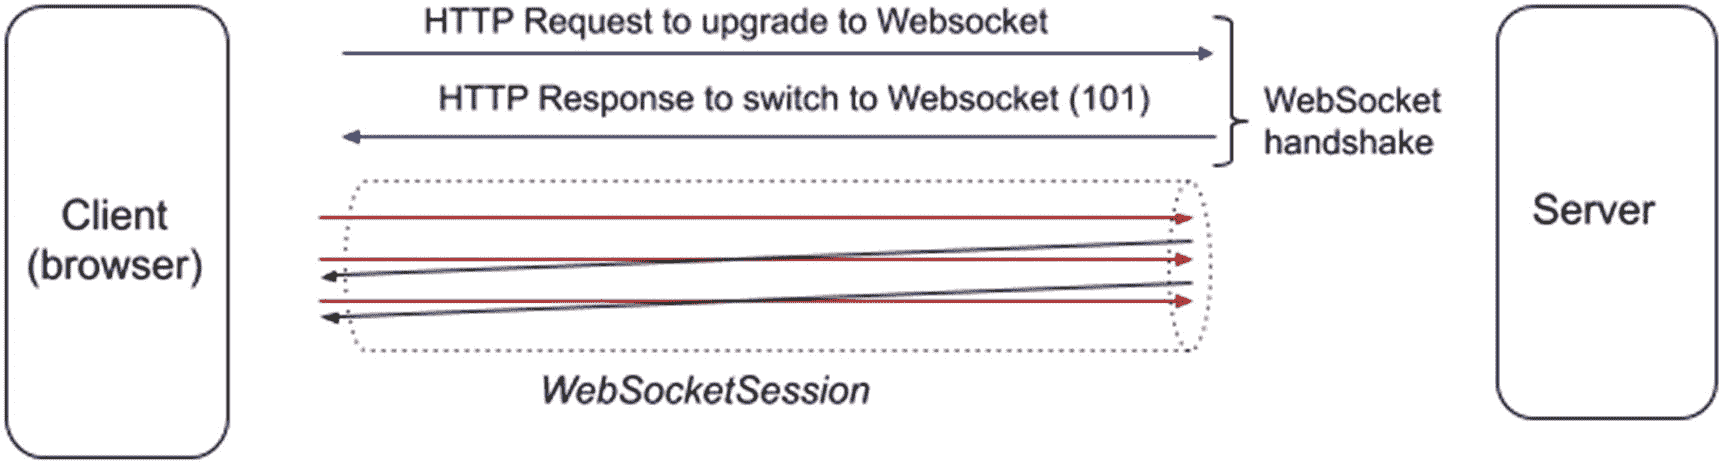 HTTP Request to upgrade to Websocket
HTTP Response to switch to Websocket (101)
WebSocket
handshake
Client
(browser)
Server
WebSocketSession